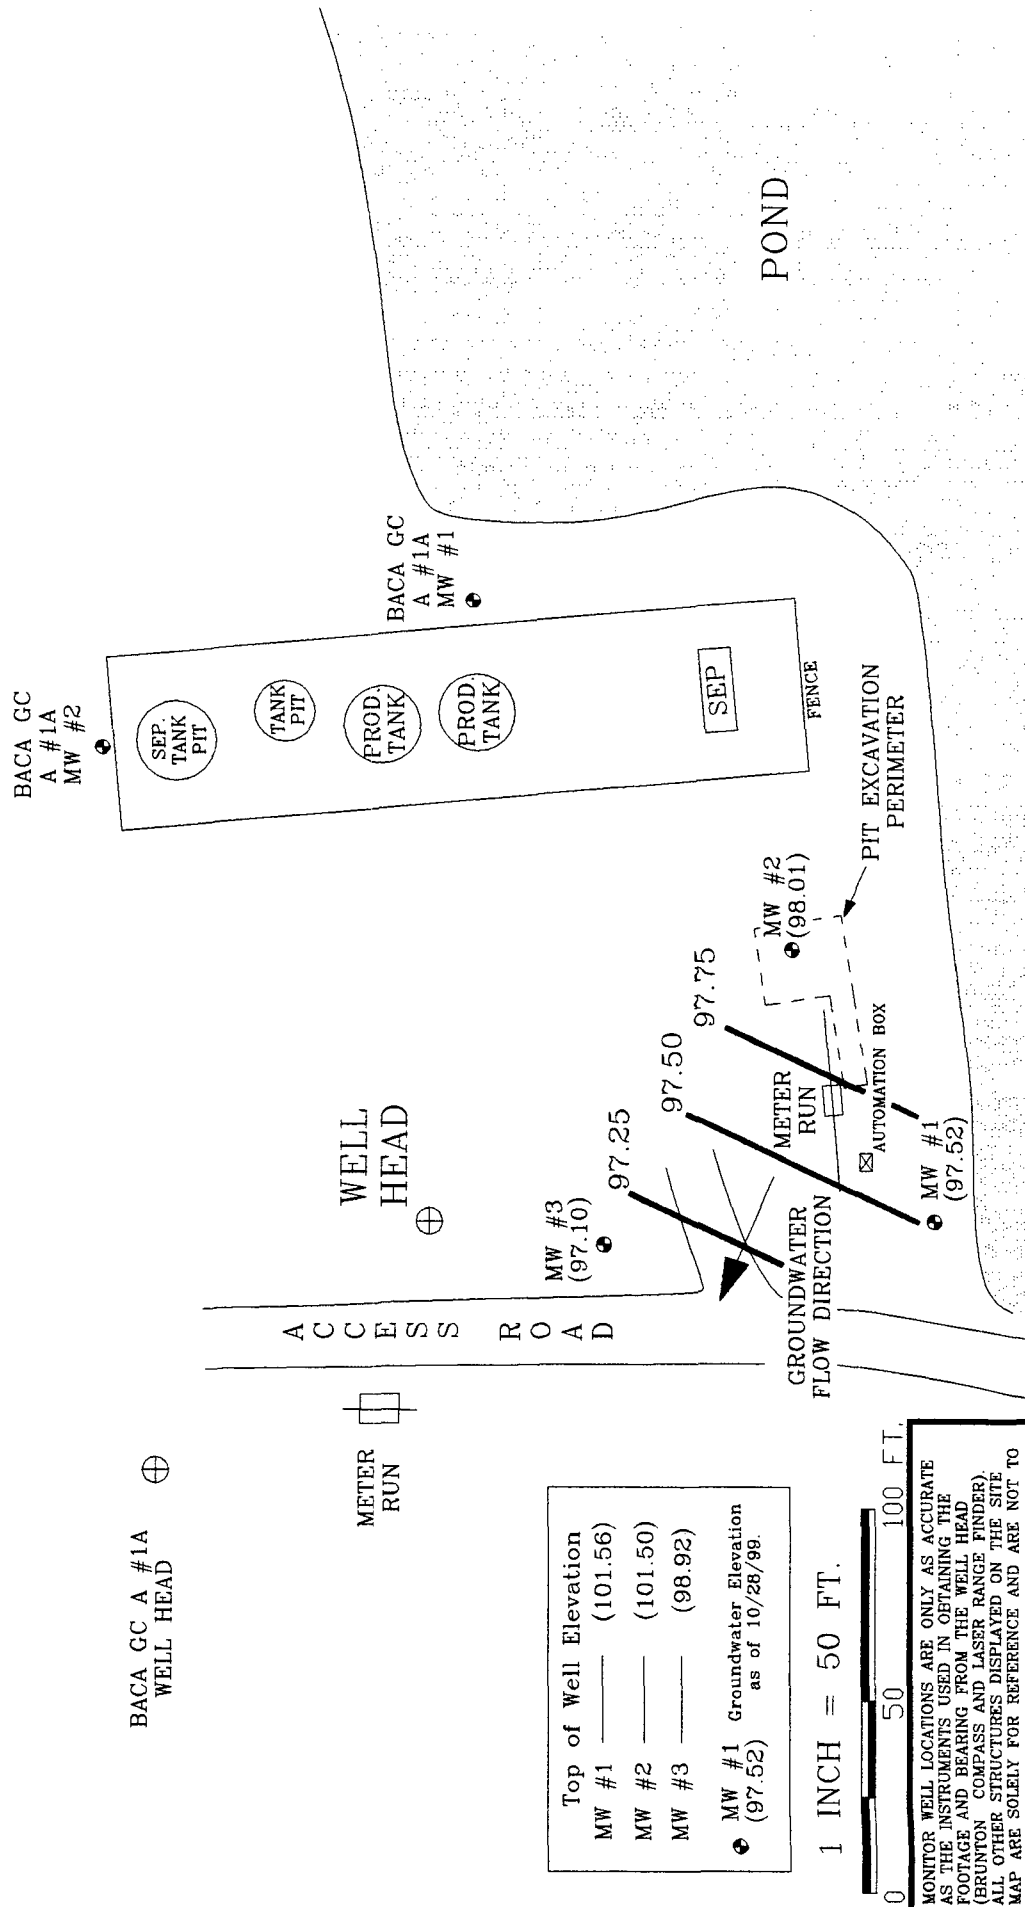 BACA GC A #1A
WELL HEAD
METER
RUN
ACCESS ROAD
WELL
HEAD
BACA GC
A #1A
MW #2
SEP.
TANK
PIT
TANK
PIT
PROD.
TANK
PROD.
TANK
SEP
FENCE
BACA GC
A #1A
MW #1
POND
MW #3
(97.10)
97.25
97.50
97.75
MW #2
(98.01)
PIT EXCAVATION
PERIMETER
METER
RUN
AUTOMATION BOX
MW #1
(97.52)
GROUNDWATER
FLOW DIRECTION
Top of Well Elevation
MW #1 (101.56)
MW #2 (101.50)
MW #3 (98.92)
MW #1 Groundwater Elevation
(97.52) as of 10/28/99.
1 INCH = 50 FT.
0 50 100 FT.
MONITOR WELL LOCATIONS ARE ONLY AS ACCURATE
AS THE INSTRUMENTS USED IN OBTAINING THE
FOOTAGE AND BEARING FROM THE WELL HEAD
(BRUNTON COMPASS AND LASER RANGE FINDER).
ALL OTHER STRUCTURES DISPLAYED ON THE SITE
MAP ARE SOLELY FOR REFERENCE AND ARE NOT TO